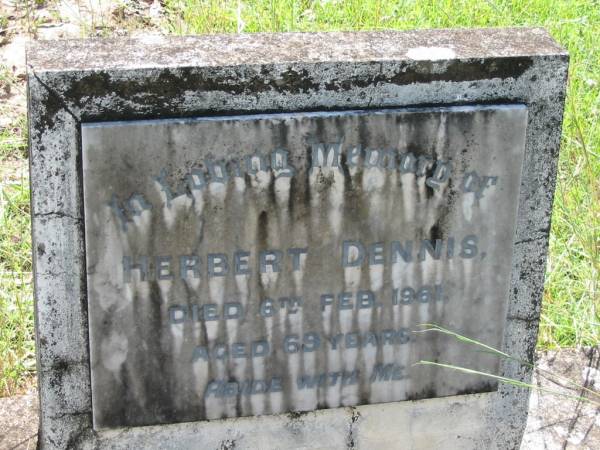 In Loving Memory of
HERBERT DENNIS,
DIED 6TH FEB. 1961.
AGED 69 YEARS.
ABIDE WITH ME.